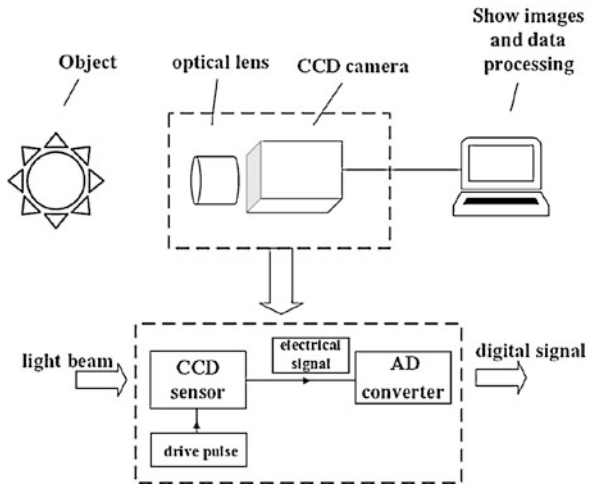 Object
optical lens
CCD camera
Show images
and data
processing
light beam
CCD
sensor
electrical
signal
AD
converter
digital signal
drive pulse